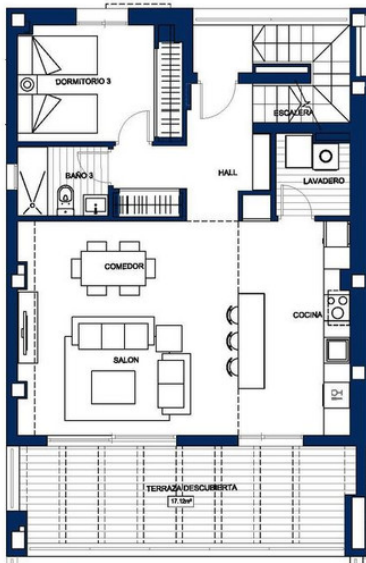 DORMITORIO 3
ESCALERA
BAÑO 3
HALL
LAVADERO
COMEDOR
COCINA
SALON
TERRAZA DESCUBIERTA
17.12m²